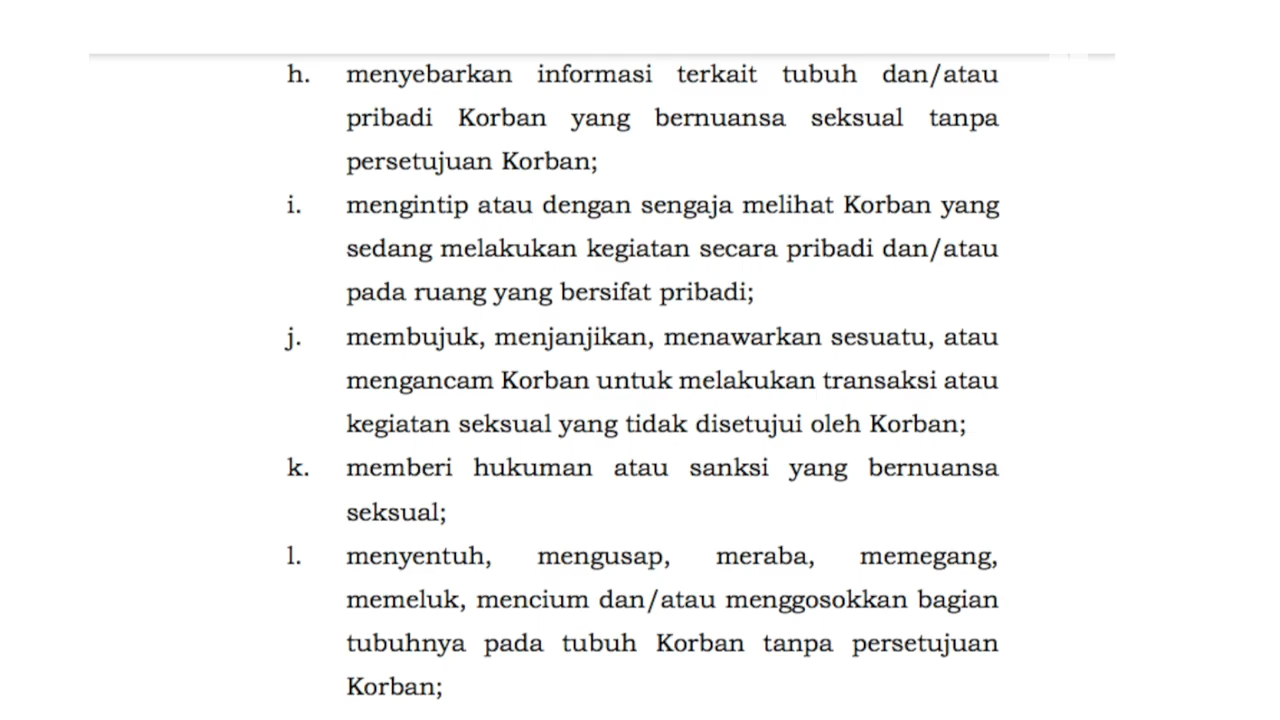 h. menyebarkan informasi terkait tubuh dan/atau
pribadi Korban yang bernuansa seksual tanpa
persetujuan Korban;
i. mengintip atau dengan sengaja melihat Korban yang
sedang melakukan kegiatan secara pribadi dan/atau
pada ruang yang bersifat pribadi;
j. membujuk, menjanjikan, menawarkan sesuatu, atau
mengancam Korban untuk melakukan transaksi atau
kegiatan seksual yang tidak disetujui oleh Korban;
k. memberi hukuman atau sanksi yang bernuansa
seksual;
l. menyentuh, mengusap, meraba, memegang,
memeluk, mencium dan/atau menggosokkan bagian
tubuhnya pada tubuh Korban tanpa persetujuan
Korban;